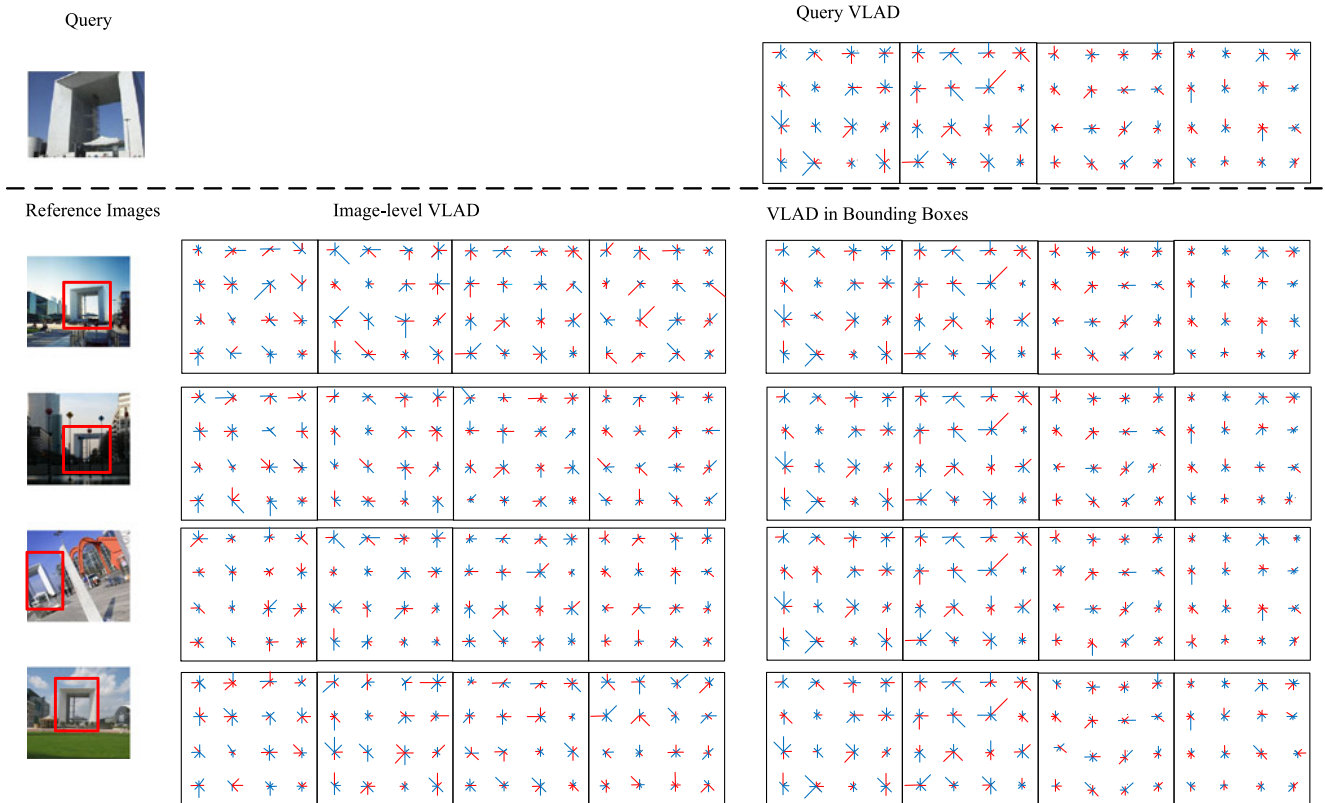 Query
Query VLAD
Reference Images
Image-level VLAD
VLAD in Bounding Boxes